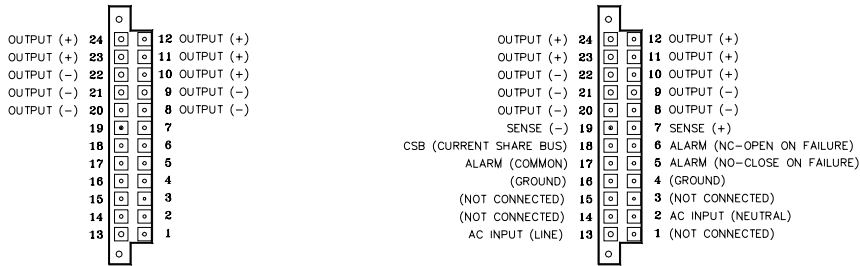 OUTPUT (+) 24 12 OUTPUT (+)
OUTPUT (+) 23 11 OUTPUT (+)
OUTPUT (−) 22 10 OUTPUT (+)
OUTPUT (−) 21 9 OUTPUT (−)
OUTPUT (−) 20 8 OUTPUT (−)
19 7
18 6
17 5
16 4
15 3
14 2
13 1
OUTPUT (+) 24 12 OUTPUT (+)
OUTPUT (+) 23 11 OUTPUT (+)
OUTPUT (−) 22 10 OUTPUT (+)
OUTPUT (−) 21 9 OUTPUT (−)
OUTPUT (−) 20 8 OUTPUT (−)
SENSE (−) 19 7 SENSE (+)
CSB (CURRENT SHARE BUS) 18 6 ALARM (NC−OPEN ON FAILURE)
ALARM (COMMON) 17 5 ALARM (NO−CLOSE ON FAILURE)
(GROUND) 16 4 (GROUND)
(NOT CONNECTED) 15 3 (NOT CONNECTED)
(NOT CONNECTED) 14 2 AC INPUT (NEUTRAL)
AC INPUT (LINE) 13 1 (NOT CONNECTED)